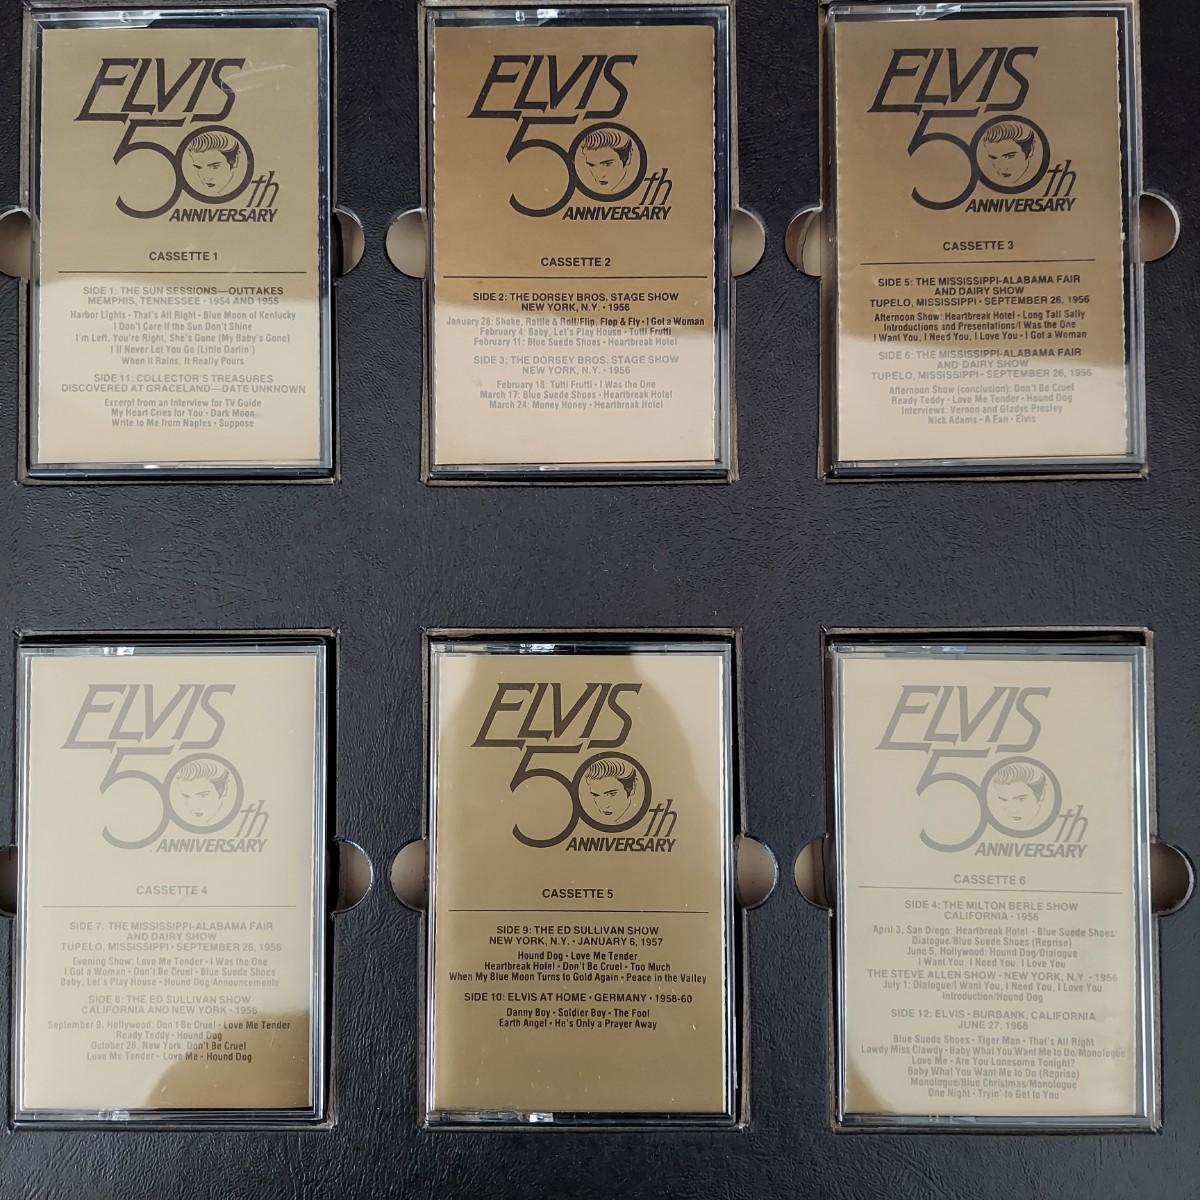 ELVIS
50th
ANNIVERSARY
CASSETTE 1
SIDE 1: THE SUN SESSIONS—OUTTAKES
MEMPHIS, TENNESSEE • 1954 AND 1955
Harbor Lights • That's All Right • Blue Moon of Kentucky
I Don't Care If the Sun Don't Shine
I'm Left, You're Right, She's Gone (My Baby's Gone)
I'll Never Let You Go (Little Darlin')
When It Rains, It Really Pours
SIDE 11: COLLECTOR'S TREASURES
DISCOVERED AT GRACELAND—DATE UNKNOWN
Excerpt from an Interview for TV Guide
My Heart Cries for You • Dark Moon
Write to Me from Naples • Suppose
ELVIS
50th
ANNIVERSARY
CASSETTE 2
SIDE 2: THE DORSEY BROS. STAGE SHOW
NEW YORK, N.Y. • 1956
January 28: Shake, Rattle & Roll/Flip, Flop & Fly • I Got a Woman
February 4: Baby, Let's Play House • Tutti Frutti
February 11: Blue Suede Shoes • Heartbreak Hotel
SIDE 3: THE DORSEY BROS. STAGE SHOW
NEW YORK, N.Y. • 1956
February 18: Tutti Frutti • I Was the One
March 17: Blue Suede Shoes • Heartbreak Hotel
March 24: Money Honey • Heartbreak Hotel
ELVIS
50th
ANNIVERSARY
CASSETTE 3
SIDE 5: THE MISSISSIPPI-ALABAMA FAIR
AND DAIRY SHOW
TUPELO, MISSISSIPPI • SEPTEMBER 26, 1956
Afternoon Show: Heartbreak Hotel • Long Tall Sally
Introductions and Presentations/I Was the One
I Want You, I Need You, I Love You • I Got a Woman
SIDE 6: THE MISSISSIPPI-ALABAMA FAIR
AND DAIRY SHOW
TUPELO, MISSISSIPPI • SEPTEMBER 26, 1956
Afternoon Show (conclusion): Don't Be Cruel
Ready Teddy • Love Me Tender • Hound Dog
Interviews: Vernon and Gladys Presley
Nick Adams • A Fan • Elvis
ELVIS
50th
ANNIVERSARY
CASSETTE 4
SIDE 7: THE MISSISSIPPI-ALABAMA FAIR
AND DAIRY SHOW
TUPELO, MISSISSIPPI • SEPTEMBER 26, 1956
Evening Show: Love Me Tender • I Was the One
I Got a Woman • Don't Be Cruel • Blue Suede Shoes
Baby, Let's Play House • Hound Dog/Announcements
SIDE 8: THE ED SULLIVAN SHOW
CALIFORNIA AND NEW YORK • 1956
September 9, Hollywood: Don't Be Cruel • Love Me Tender
Ready Teddy • Hound Dog
October 28, New York: Don't Be Cruel
Love Me Tender • Love Me • Hound Dog
ELVIS
50th
ANNIVERSARY
CASSETTE 5
SIDE 9: THE ED SULLIVAN SHOW
NEW YORK, N.Y. • JANUARY 6, 1957
Hound Dog • Love Me Tender
Heartbreak Hotel • Don't Be Cruel • Too Much
When My Blue Moon Turns to Gold Again • Peace in the Valley
SIDE 10: ELVIS AT HOME • GERMANY • 1958-60
Danny Boy • Soldier Boy • The Fool
Earth Angel • He's Only a Prayer Away
ELVIS
50th
ANNIVERSARY
CASSETTE 6
SIDE 4: THE MILTON BERLE SHOW
CALIFORNIA • 1956
April 3, San Diego: Heartbreak Hotel • Blue Suede Shoes/
Dialogue/Blue Suede Shoes (Reprise)
June 5, Hollywood: Hound Dog/Dialogue
I Want You, I Need You, I Love You
THE STEVE ALLEN SHOW • NEW YORK, N.Y. • 1956
July 1: Dialogue/I Want You, I Need You, I Love You
Introduction/Hound Dog
SIDE 12: ELVIS • BURBANK, CALIFORNIA
JUNE 27, 1968
Blue Suede Shoes • Tiger Man • That's All Right
Lawdy Miss Clawdy • Baby What You Want Me to Do/Monologue
Love Me • Are You Lonesome Tonight?
Baby What You Want Me to Do (Reprise)
Monologue/Blue Christmas/Monologue
One Night • Tryin' to Get to You